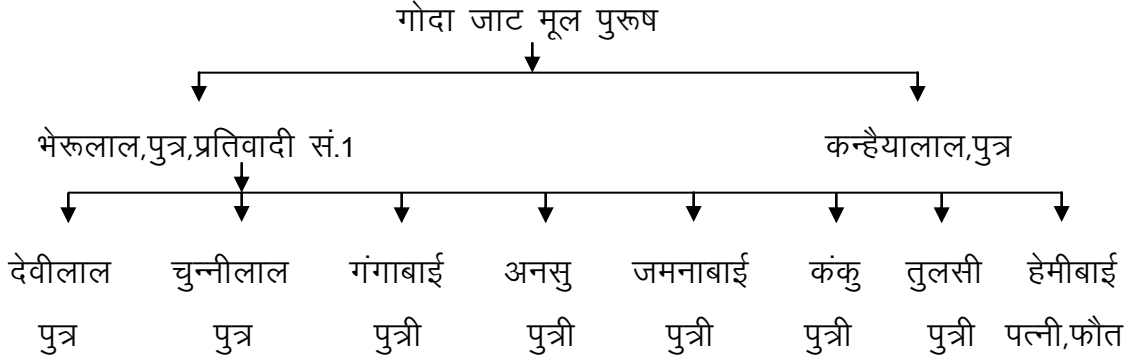 गोदा जाट मूल पुरूष
भेरूलाल,पुत्र,प्रतिवादी सं.1 कन्हैयालाल,पुत्र
देवीलाल चुन्नीलाल गंगाबाई अनसु जमनाबाई कंकु तुलसी हेमीबाई
पुत्र पुत्र पुत्री पुत्री पुत्री पुत्री पुत्री पत्नी,फौत